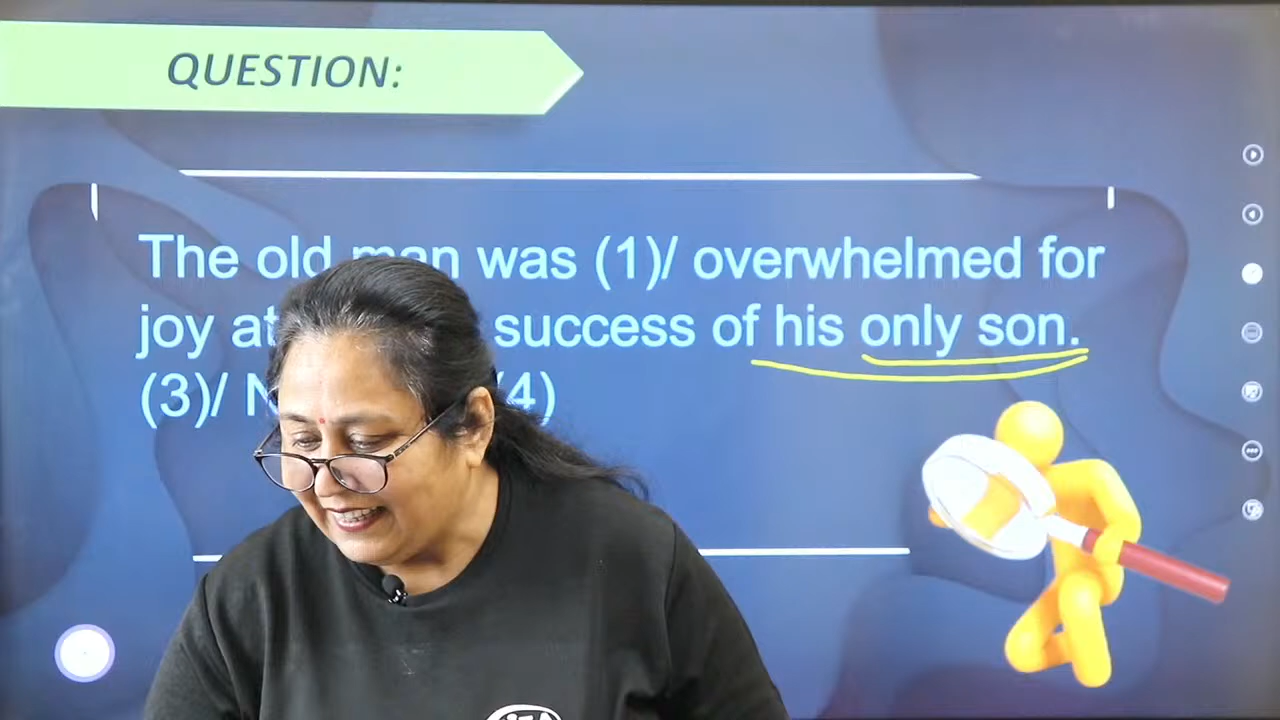 QUESTION:
The old man was (1)/ overwhelmed for
joy at success of his only son.
(3)/ (4)